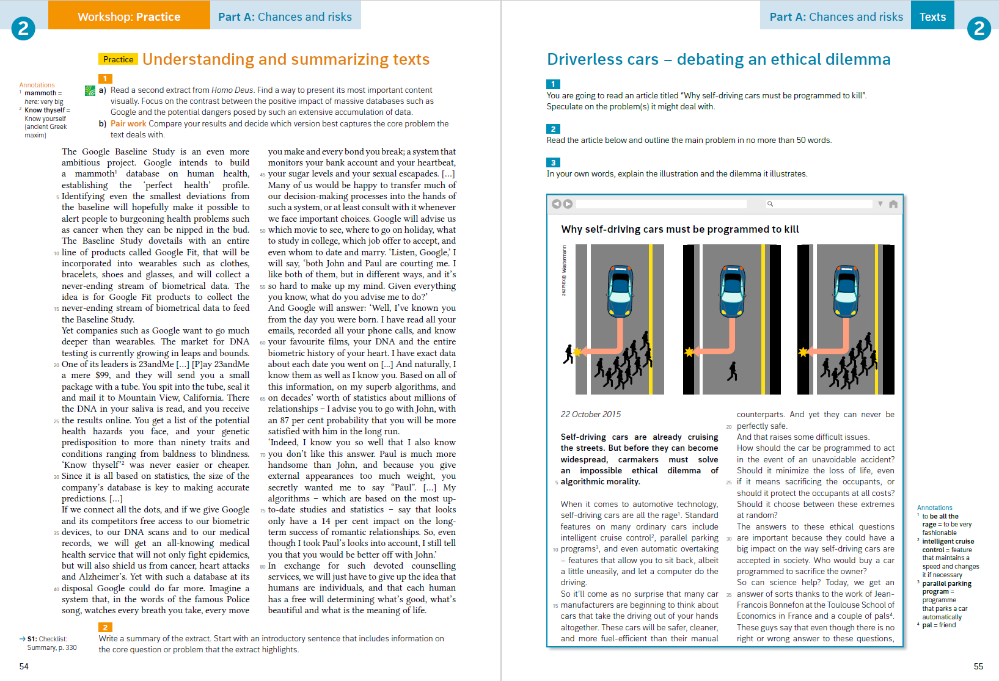 2
Workshop: Practice
Part A: Chances and risks
Practice
Understanding and summarizing texts
Annotations
1 mammoth =
here: very big
2 Know thyself =
Know yourself
(ancient Greek
maxim)
1
a) Read a second extract from Homo Deus. Find a way to present its most important content
visually. Focus on the contrast between the positive impact of massive databases such as
Google and the potential dangers posed by such an extensive accumulation of data.
b) Pair work Compare your results and decide which version best captures the core problem the
text deals with.
The Google Baseline Study is an even more
ambitious project. Google intends to build
a mammoth1 database on human health,
establishing the ‘perfect health’ profile.
5 Identifying even the smallest deviations from
the baseline will hopefully make it possible to
alert people to burgeoning health problems such
as cancer when they can be nipped in the bud.
The Baseline Study dovetails with an entire
10 line of products called Google Fit, that will be
incorporated into wearables such as clothes,
bracelets, shoes and glasses, and will collect a
never-ending stream of biometrical data. The
idea is for Google Fit products to collect the
15 never-ending stream of biometrical data to feed
the Baseline Study.
Yet companies such as Google want to go much
deeper than wearables. The market for DNA
testing is currently growing in leaps and bounds.
20 One of its leaders is 23andMe [...] [P]ay 23andMe
a mere $99, and they will send you a small
package with a tube. You spit into the tube, seal it
and mail it to Mountain View, California. There
the DNA in your saliva is read, and you receive
25 the results online. You get a list of the potential
health hazards you face, and your genetic
predisposition to more than ninety traits and
conditions ranging from baldness to blindness.
‘Know thyself’2 was never easier or cheaper.
30 Since it is all based on statistics, the size of the
company’s database is key to making accurate
predictions. [...]
If we connect all the dots, and if we give Google
and its competitors free access to our biometric
35 devices, to our DNA scans and to our medical
records, we will get an all-knowing medical
health service that will not only fight epidemics,
but will also shield us from cancer, heart attacks
and Alzheimer’s. Yet with such a database at its
40 disposal Google could do far more. Imagine a
system that, in the words of the famous Police
song, watches every breath you take, every move
you make and every bond you break; a system that
monitors your bank account and your heartbeat,
45 your sugar levels and your sexual escapades. [...]
Many of us would be happy to transfer much of
our decision-making processes into the hands of
such a system, or at least consult with it whenever
we face important choices. Google will advise us
50 which movie to see, where to go on holiday, what
to study in college, which job offer to accept, and
even whom to date and marry. ‘Listen, Google,’ I
will say, ‘both John and Paul are courting me. I
like both of them, but in different ways, and it’s
55 so hard to make up my mind. Given everything
you know, what do you advise me to do?’
And Google will answer: ‘Well, I’ve known you
from the day you were born. I have read all your
emails, recorded all your phone calls, and know
60 your favourite films, your DNA and the entire
biometric history of your heart. I have exact data
about each date you went on [...] And naturally, I
know them as well as I know you. Based on all of
this information, on my superb algorithms, and
65 on decades’ worth of statistics about millions of
relationships – I advise you to go with John, with
an 87 per cent probability that you will be more
satisfied with him in the long run.
‘Indeed, I know you so well that I also know
70 you don’t like this answer. Paul is much more
handsome than John, and because you give
external appearances too much weight, you
secretly wanted me to say “Paul”. [...] My
algorithms – which are based on the most up-
75 to-date studies and statistics – say that looks
only have a 14 per cent impact on the long-
term success of romantic relationships. So, even
though I took Paul’s looks into account, I still tell
you that you would be better off with John.’
80 In exchange for such devoted counselling
services, we will just have to give up the idea that
humans are individuals, and that each human
has a free will determining what’s good, what’s
beautiful and what is the meaning of life.
2
→ S1: Checklist:
Summary, p. 330
Write a summary of the extract. Start with an introductory sentence that includes information on
the core question or problem that the extract highlights.
54
Part A: Chances and risks
Texts
2
Driverless cars – debating an ethical dilemma
1
You are going to read an article titled “Why self-driving cars must be programmed to kill”.
Speculate on the problem(s) it might deal with.
2
Read the article below and outline the main problem in no more than 50 words.
3
In your own words, explain the illustration and the dilemma it illustrates.
Why self-driving cars must be programmed to kill
26275EX© Westermann
22 October 2015
Self-driving cars are already cruising
the streets. But before they can become
widespread, carmakers must solve
an impossible ethical dilemma of
5 algorithmic morality.
When it comes to automotive technology,
self-driving cars are all the rage1. Standard
features on many ordinary cars include
intelligent cruise control2, parallel parking
10 programs3, and even automatic overtaking
– features that allow you to sit back, albeit
a little uneasily, and let a computer do the
driving.
So it’ll come as no surprise that many car
15 manufacturers are beginning to think about
cars that take the driving out of your hands
altogether. These cars will be safer, cleaner,
and more fuel-efficient than their manual
counterparts. And yet they can never be
20 perfectly safe.
And that raises some difficult issues.
How should the car be programmed to act
in the event of an unavoidable accident?
Should it minimize the loss of life, even
25 if it means sacrificing the occupants, or
should it protect the occupants at all costs?
Should it choose between these extremes
at random?
The answers to these ethical questions
30 are important because they could have a
big impact on the way self-driving cars are
accepted in society. Who would buy a car
programmed to sacrifice the owner?
So can science help? Today, we get an
35 answer of sorts thanks to the work of Jean-
Francois Bonnefon at the Toulouse School of
Economics in France and a couple of pals4.
These guys say that even though there is no
right or wrong answer to these questions,
Annotations
1 to be all the
rage = to be very
fashionable
2 intelligent cruise
control = feature
that maintains a
speed and changes
it if necessary
3 parallel parking
program =
programme
that parks a car
automatically
4 pal = friend
55